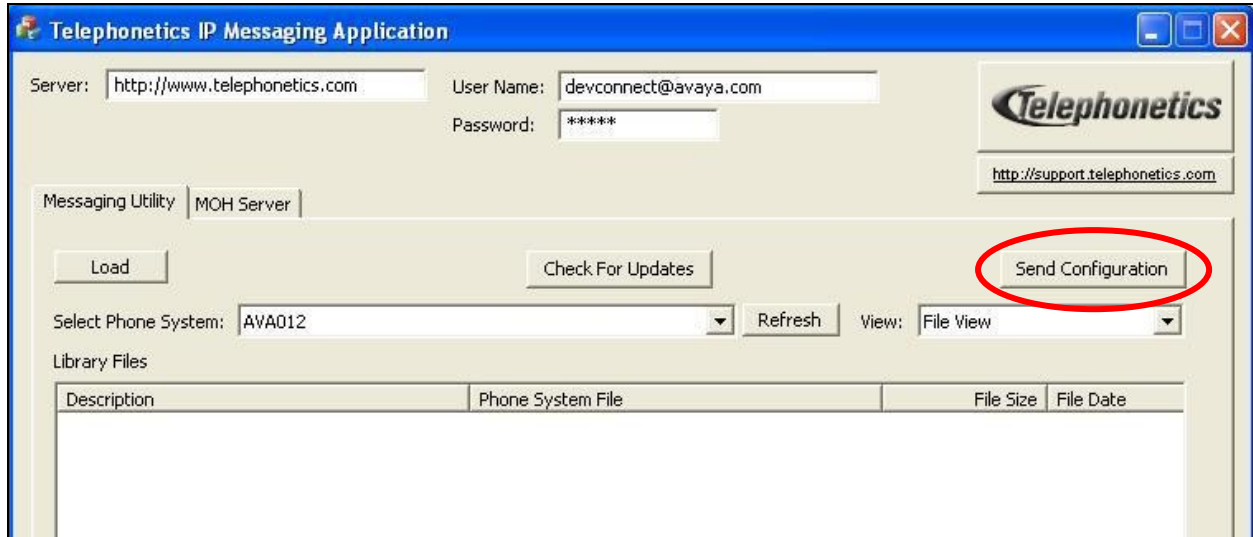 Telephonetics IP Messaging Application
Server: http://www.telephonetics.com
User Name: devconnect@avaya.com
Password: *****
Telephonetics
http://support.telephonetics.com
Messaging Utility MOH Server
Load Check For Updates Send Configuration
Select Phone System: AVA012 Refresh View: File View
Library Files
Description Phone System File File Size File Date